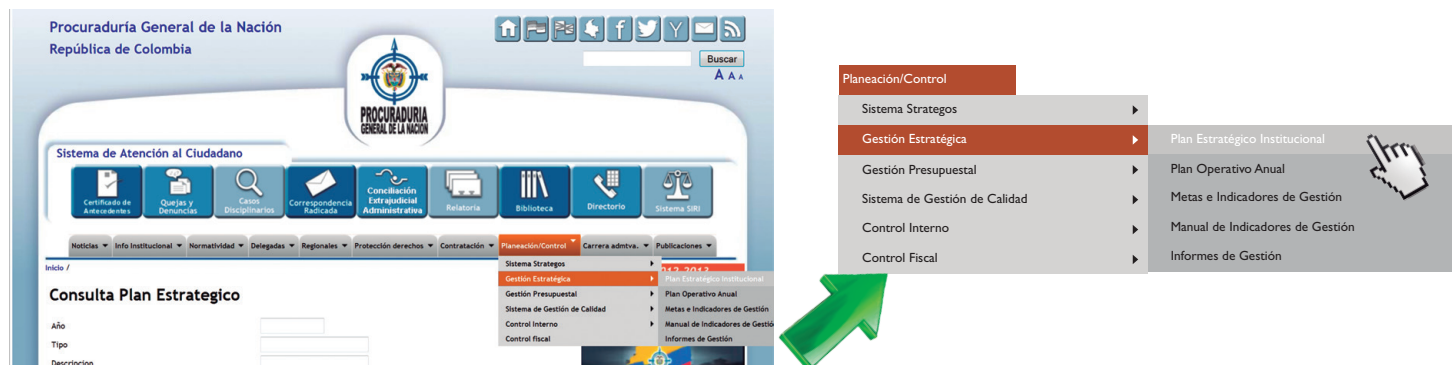 Procuraduría General de la Nación
República de Colombia
Buscar
A A A
PROCURADURIA
GENERAL DE LA NACION
Sistema de Atención al Ciudadano
Certificado de Antecedentes
Quejas y Denuncias
Casos Disciplinarios
Correspondencia Radicada
Conciliación Extrajudicial Administrativa
Relatoria
Biblioteca
Directorio
Sistema SIRI
Noticias Info Institucional Normatividad Delegadas Regionales Protección derechos Contratación Planeación/Control Carrera admtva. Publicaciones
Inicio /
Consulta Plan Estrategico
Año
Tipo
Descripcion
Sistema Strategos
Gestión Estratégica
Gestión Presupuestal
Sistema de Gestión de Calidad
Control Interno
Control fiscal
Plan Estratégico Institucional
Plan Operativo Anual
Metas e Indicadores de Gestión
Manual de Indicadores de Gestió
Informes de Gestión
Planeación/Control
Sistema Strategos
Gestión Estratégica
Gestión Presupuestal
Sistema de Gestión de Calidad
Control Interno
Control Fiscal
Plan Estratégico Institucional
Plan Operativo Anual
Metas e Indicadores de Gestión
Manual de Indicadores de Gestión
Informes de Gestión